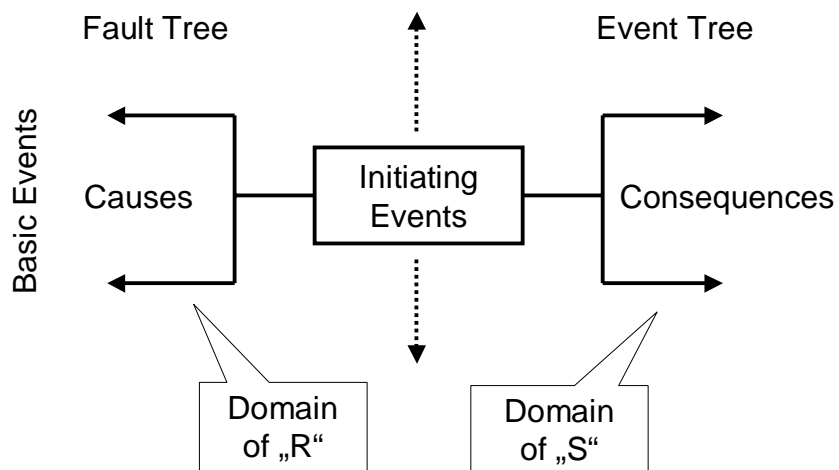 Fault Tree
Event Tree
Basic Events
Causes
Initiating
Events
Consequences
Domain
of „R“
Domain
of „S“